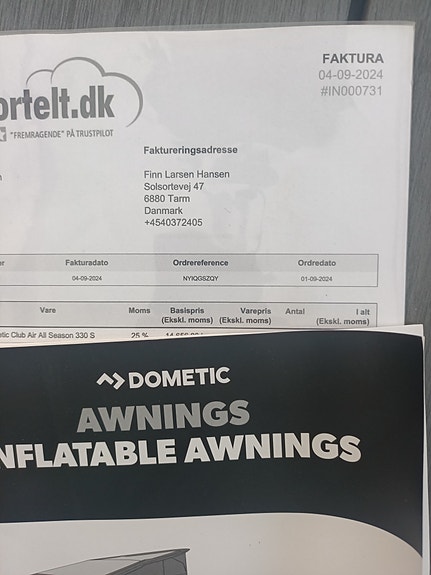 FAKTURA
04-09-2024
#IN000731
ortelt.dk
"FREMRAGENDE" PÅ TRUSTPILOT
Faktureringsadresse
Finn Larsen Hansen
Solsortevej 47
6880 Tarm
Danmark
+4540372405
Fakturadato Ordrereference Ordredato
04-09-2024 NYIQGSZQY 01-09-2024
Vare Moms Basispris Varepris Antal I alt
(Ekskl. moms) (Ekskl. moms) (Ekskl. moms)
etic Club Air All Season 330 S 25 %
DOMETIC
AWNINGS
NFLATABLE AWNINGS